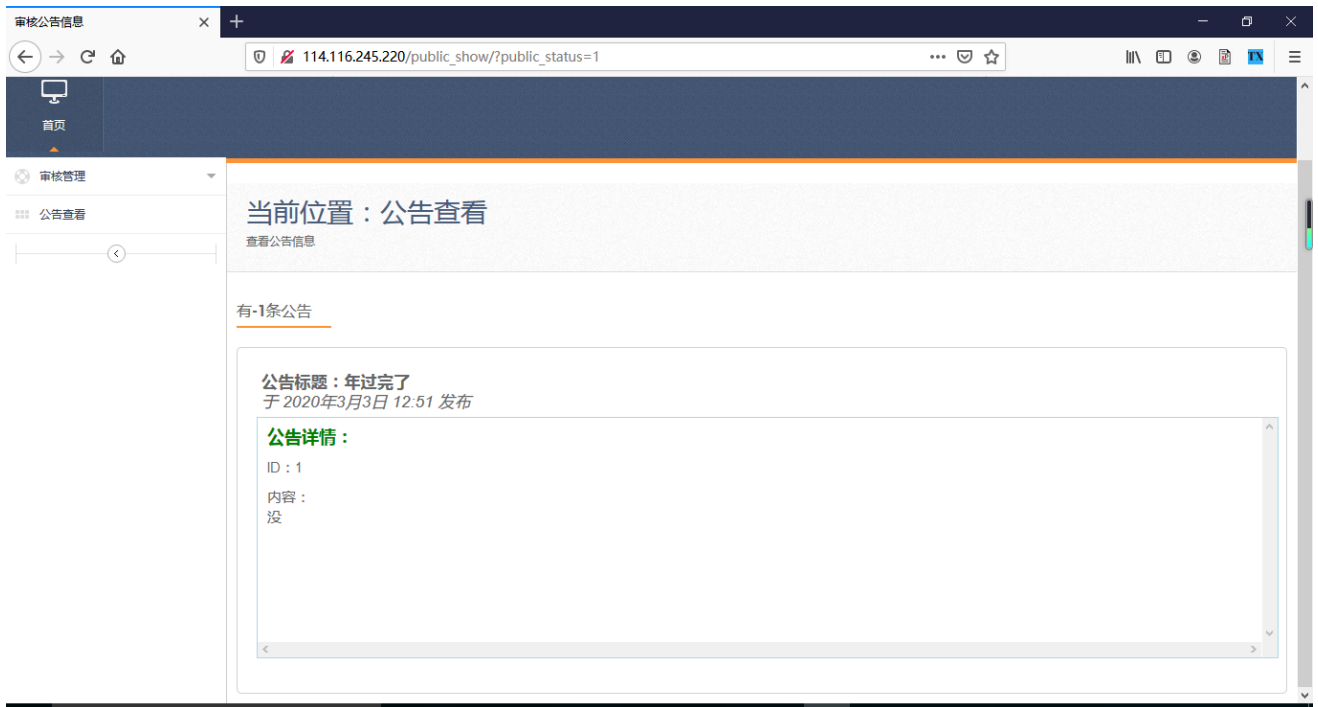 审核公告信息
114.116.245.220/public_show/?public_status=1
TX
首页
审核管理
公告查看
当前位置：公告查看
查看公告信息
有-1条公告
公告标题：年过完了
于 2020年3月3日 12:51 发布
公告详情：
ID：1
内容：
没